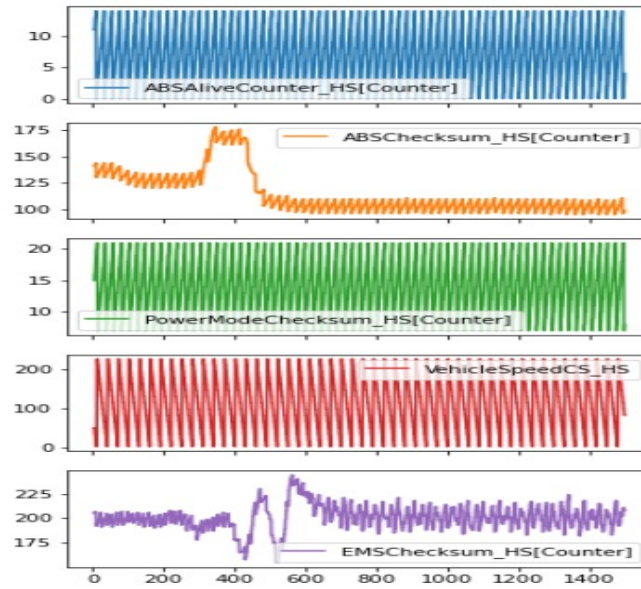 10
5
0
ABSAliveCounter_HS[Counter]
175
150
125
100
ABSChecksum_HS[Counter]
20
15
10
PowerModeChecksum_HS[Counter]
200
100
0
VehicleSpeedCS_HS
225
200
175
EMSChecksum_HS[Counter]
0 200 400 600 800 1000 1200 1400